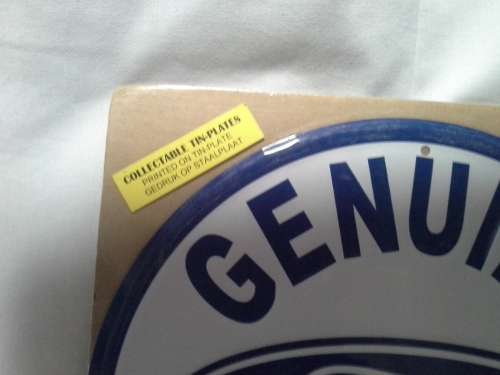 COLLECTABLE TIN-PLATES
PRINTED ON TIN-PLATE
GEDRUK OP STAALPLAAT
GENUI